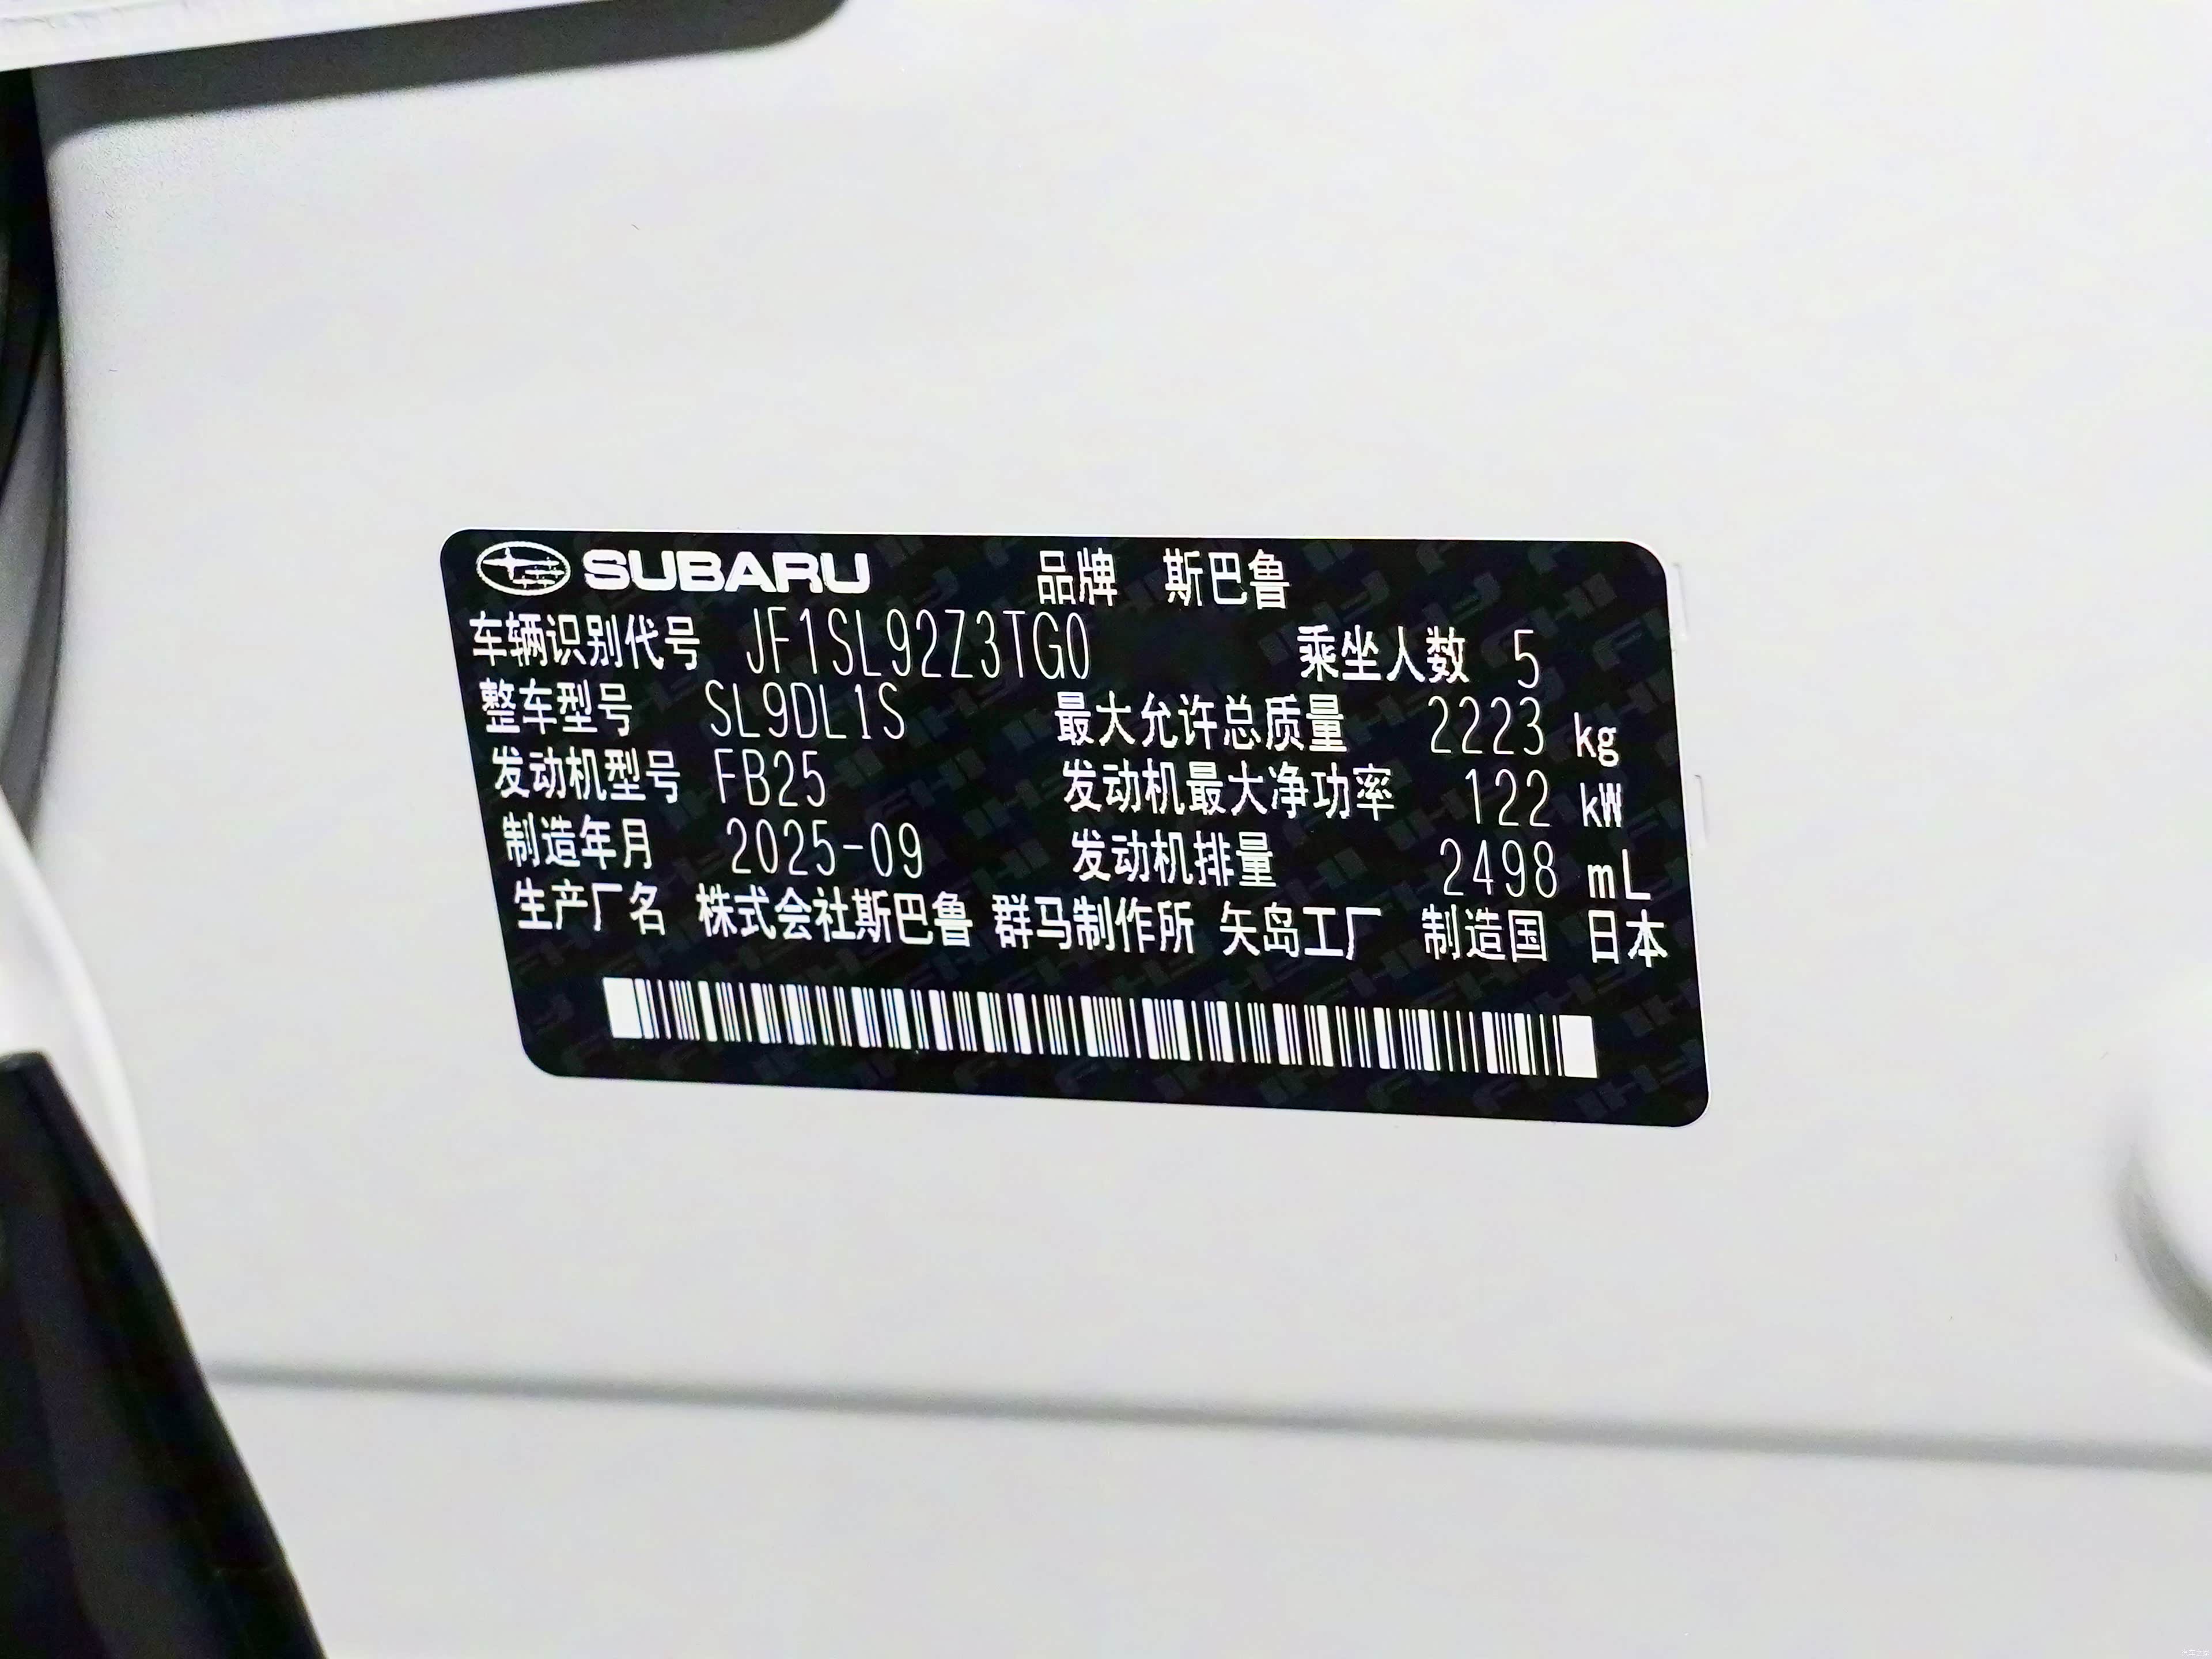 SUBARU 品牌 斯巴鲁
车辆识别代号 JF1SL92Z3TG0 乘坐人数 5
整车型号 SL9DL1S 最大允许总质量 2223 kg
发动机型号 FB25 发动机最大净功率 122 kW
制造年月 2025-09 发动机排量 2498 mL
生产厂名 株式会社斯巴鲁 群马制作所 矢岛工厂 制造国 日本
汽车之家